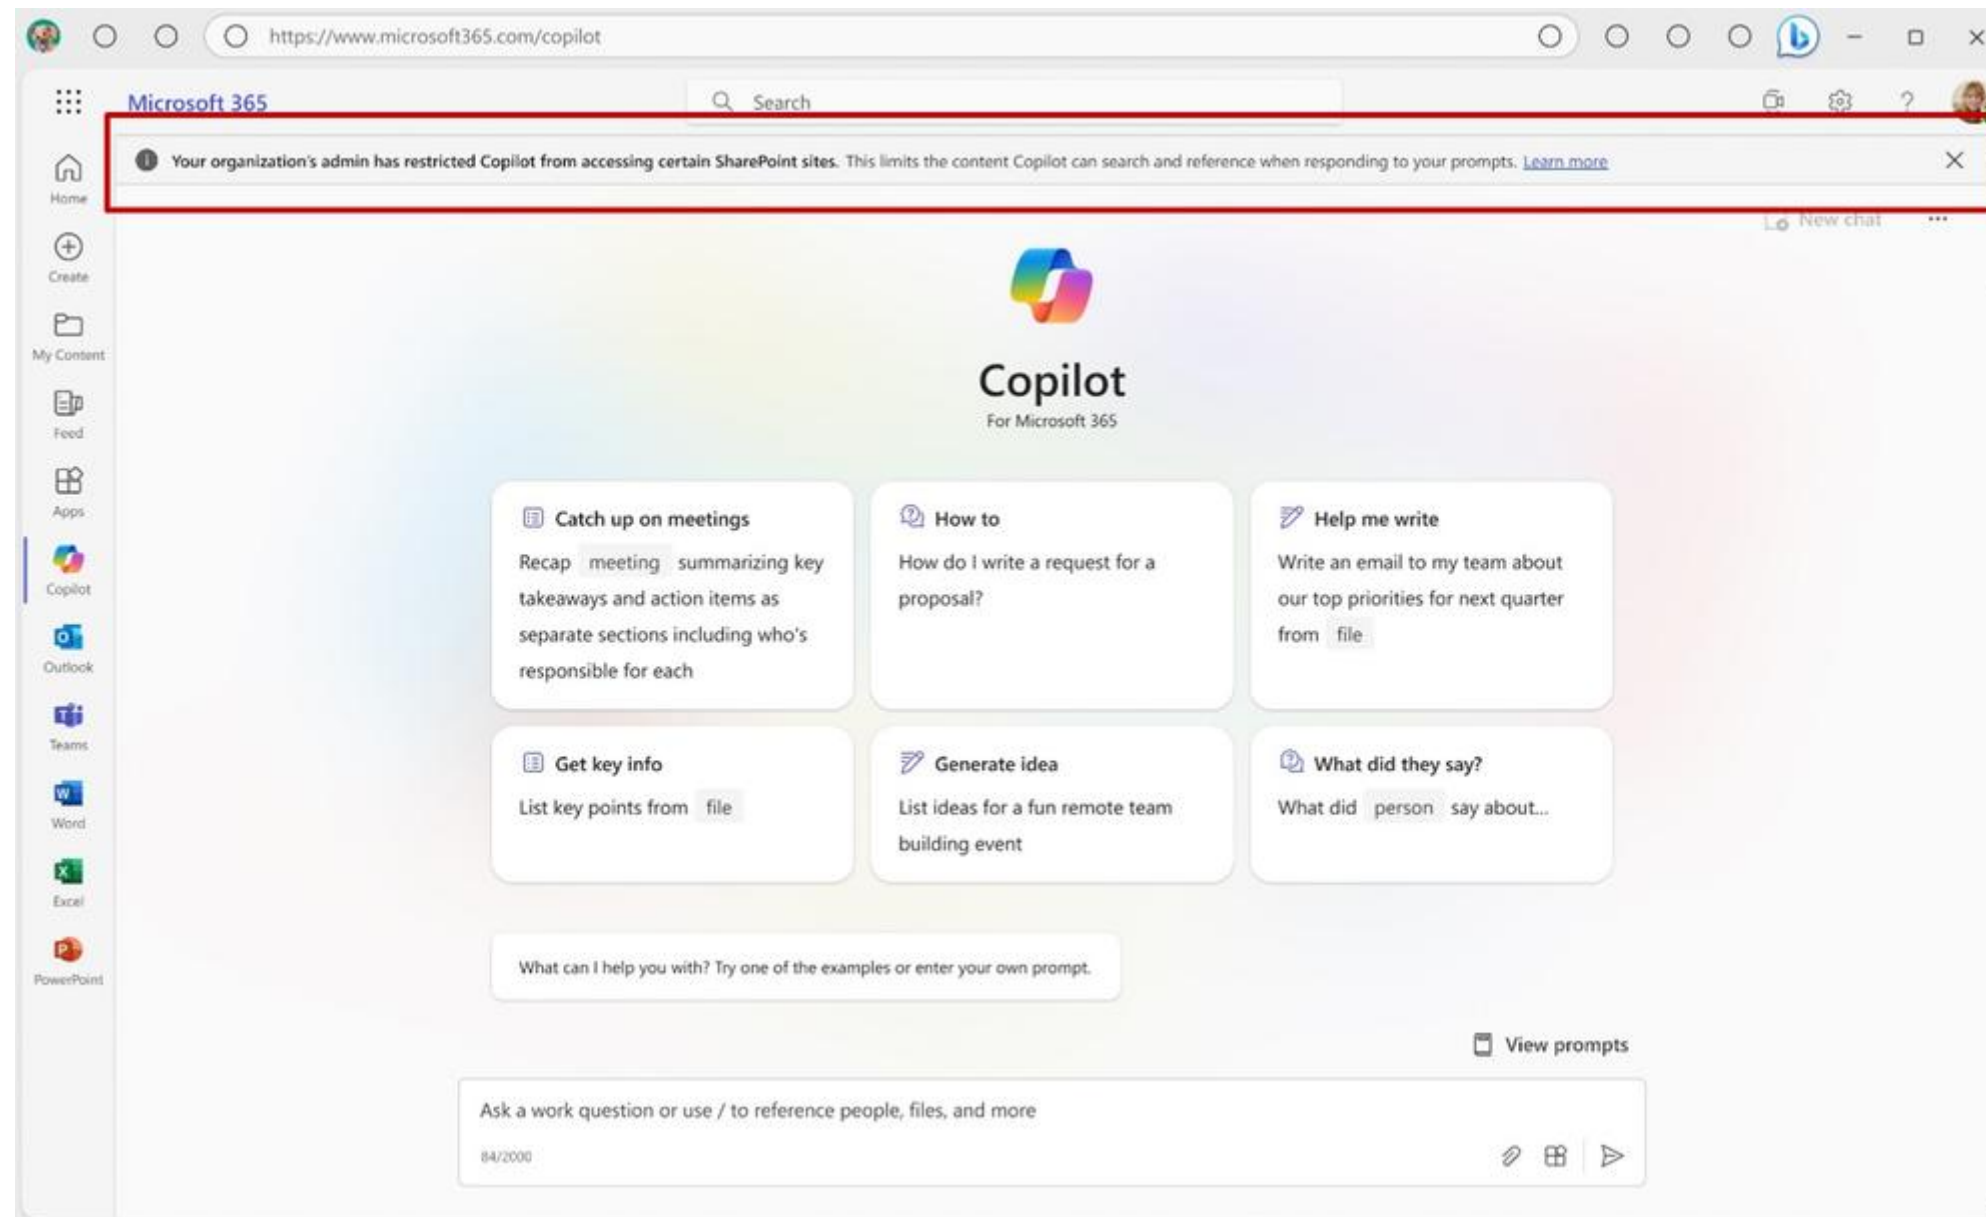 https://www.microsoft365.com/copilot
Microsoft 365
Search
Your organization's admin has restricted Copilot from accessing certain SharePoint sites. This limits the content Copilot can search and reference when responding to your prompts. Learn more
New chat
Home
Create
My Content
Feed
Apps
Copilot
Outlook
Teams
Word
Excel
PowerPoint
Copilot
For Microsoft 365
Catch up on meetings
Recap meeting summarizing key
takeaways and action items as
separate sections including who's
responsible for each
How to
How do I write a request for a
proposal?
Help me write
Write an email to my team about
our top priorities for next quarter
from file
Get key info
List key points from file
Generate idea
List ideas for a fun remote team
building event
What did they say?
What did person say about...
What can I help you with? Try one of the examples or enter your own prompt.
View prompts
Ask a work question or use / to reference people, files, and more
84/2000